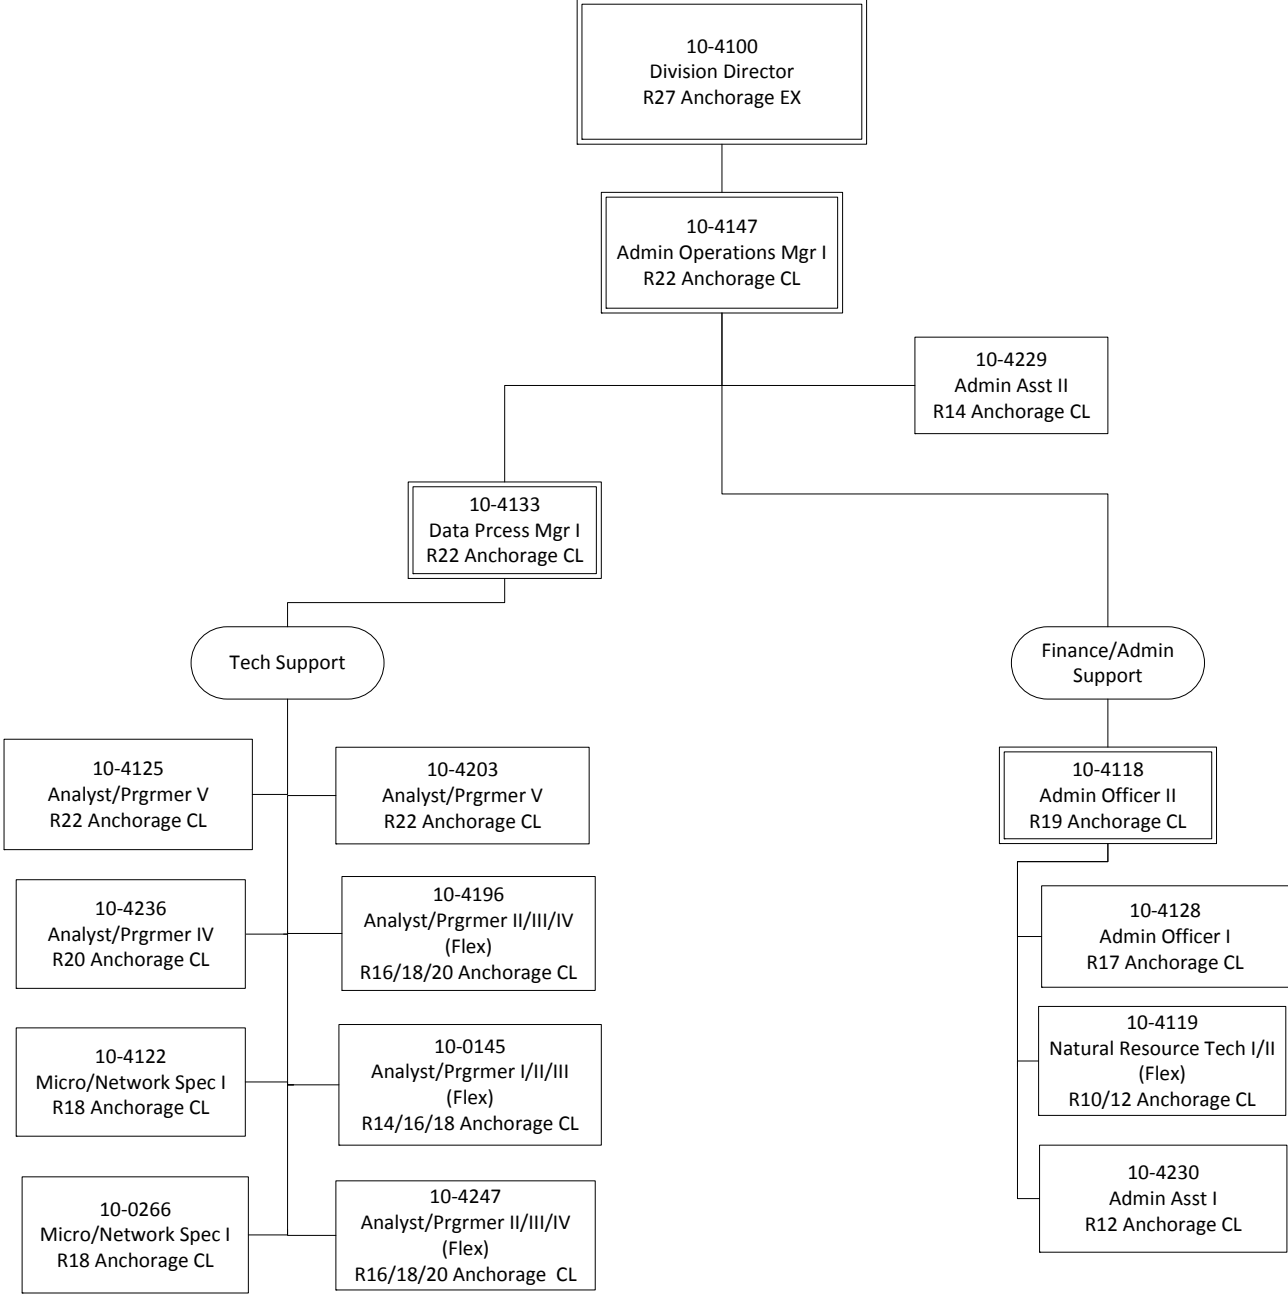 10-4100
Division Director
R27 Anchorage EX
10-4147
Admin Operations Mgr I
R22 Anchorage CL
10-4229
Admin Asst II
R14 Anchorage CL
10-4133
Data Prcess Mgr I
R22 Anchorage CL
Tech Support
Finance/Admin
Support
10-4125
Analyst/Prgrmer V
R22 Anchorage CL
10-4203
Analyst/Prgrmer V
R22 Anchorage CL
10-4118
Admin Officer II
R19 Anchorage CL
10-4236
Analyst/Prgrmer IV
R20 Anchorage CL
10-4196
Analyst/Prgrmer II/III/IV
(Flex)
R16/18/20 Anchorage CL
10-4128
Admin Officer I
R17 Anchorage CL
10-4122
Micro/Network Spec I
R18 Anchorage CL
10-0145
Analyst/Prgrmer I/II/III
(Flex)
R14/16/18 Anchorage CL
10-4119
Natural Resource Tech I/II
(Flex)
R10/12 Anchorage CL
10-0266
Micro/Network Spec I
R18 Anchorage CL
10-4247
Analyst/Prgrmer II/III/IV
(Flex)
R16/18/20 Anchorage  CL
10-4230
Admin Asst I
R12 Anchorage CL